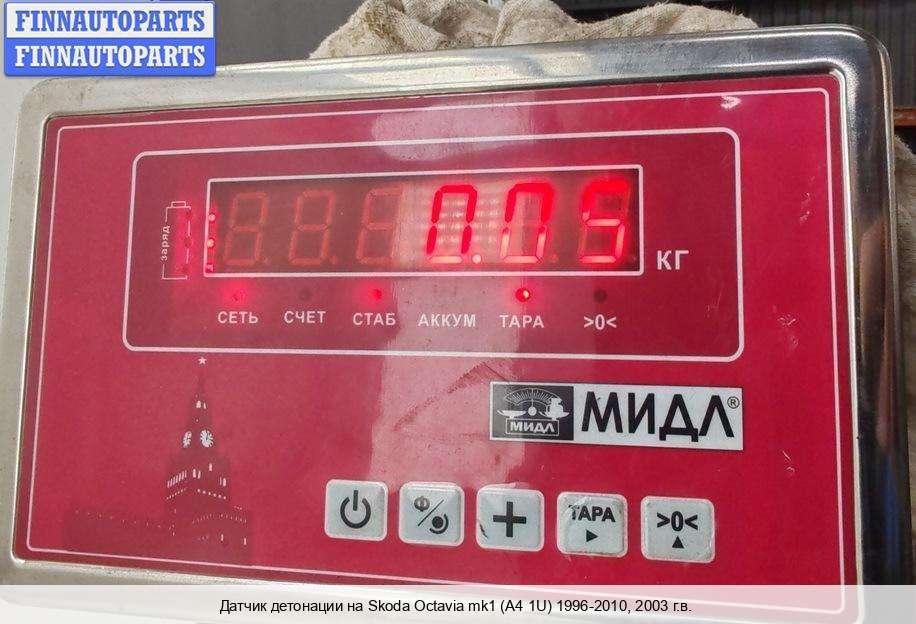 FINNAUTOPARTS
FINNAUTOPARTS
заряд
0.05 КГ
СЕТЬ СЧЕТ СТАБ АККУМ ТАРА >0<
МИДЛ МИДЛ®
ТАРА >0<
Датчик детонации на Skoda Octavia mk1 (A4 1U) 1996-2010, 2003 г.в.